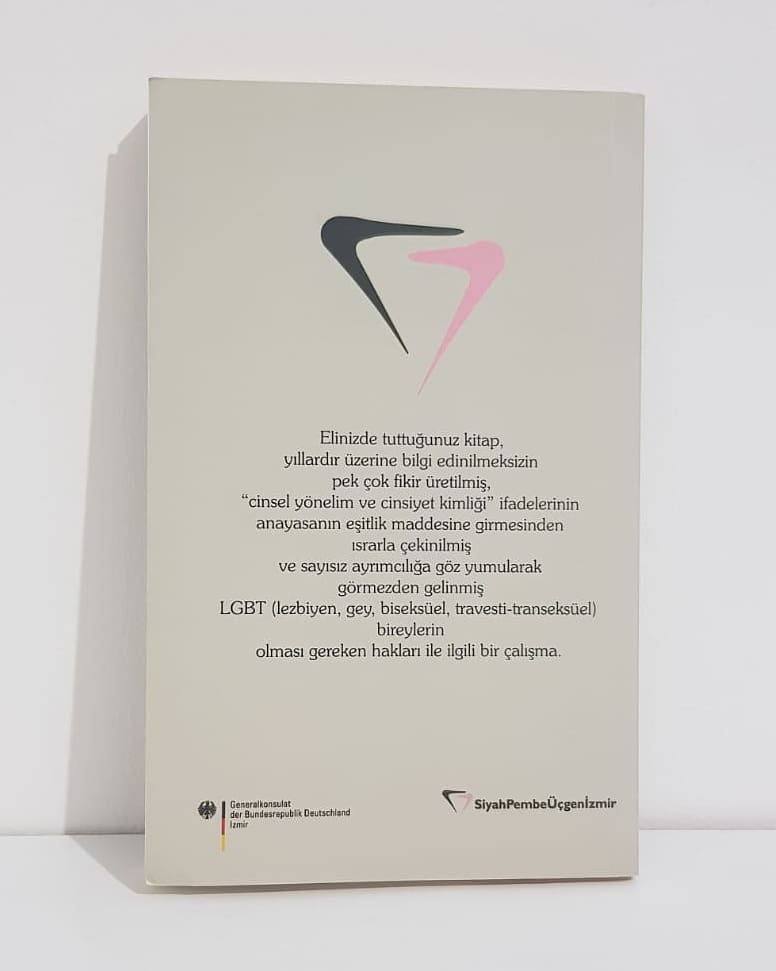 Elinizde tuttuğunuz kitap,
yıllardır üzerine bilgi edinilmeksizin
pek çok fikir üretilmiş,
“cinsel yönelim ve cinsiyet kimliği” ifadelerinin
anayasanın eşitlik maddesine girmesinden
ısrarla çekinilmiş
ve sayısız ayrımcılığa göz yumularak
görmezden gelinmiş
LGBT (lezbiyen, gey, biseksüel, travesti-transeksüel)
bireylerin
olması gereken hakları ile ilgili bir çalışma.
Generalkonsulat
der Bundesrepublik Deutschland
Izmir
SiyahPembeÜçgenİzmir